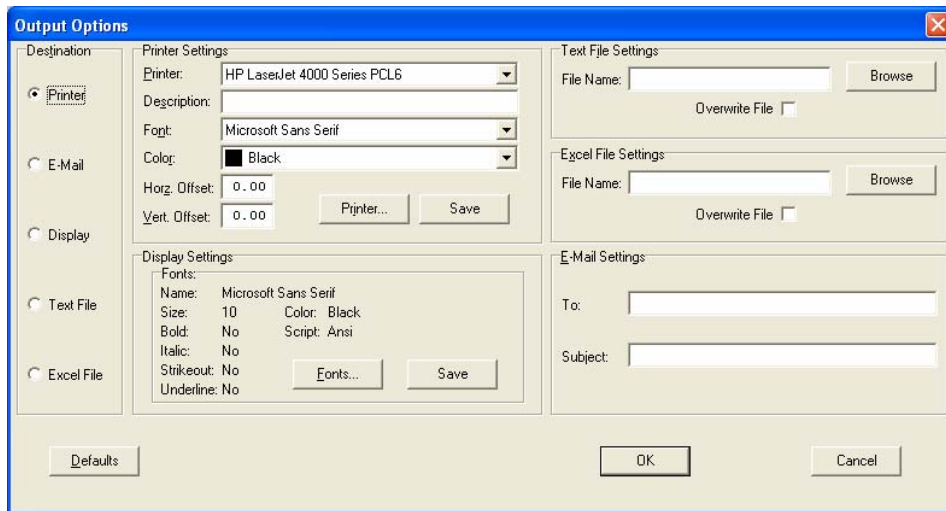 Output Options
Destination
Printer
E-Mail
Display
Text File
Excel File
Printer Settings
Printer: HP LaserJet 4000 Series PCL6
Description:
Font: Microsoft Sans Serif
Color: Black
Horz. Offset: 0.00
Vert. Offset: 0.00
Printer... Save
Display Settings
Fonts:
Name: Microsoft Sans Serif
Size: 10 Color: Black
Bold: No Script: Ansi
Italic: No
Strikeout: No
Underline: No
Fonts... Save
Text File Settings
File Name: Browse
Overwrite File
Excel File Settings
File Name: Browse
Overwrite File
E-Mail Settings
To:
Subject:
Defaults OK Cancel